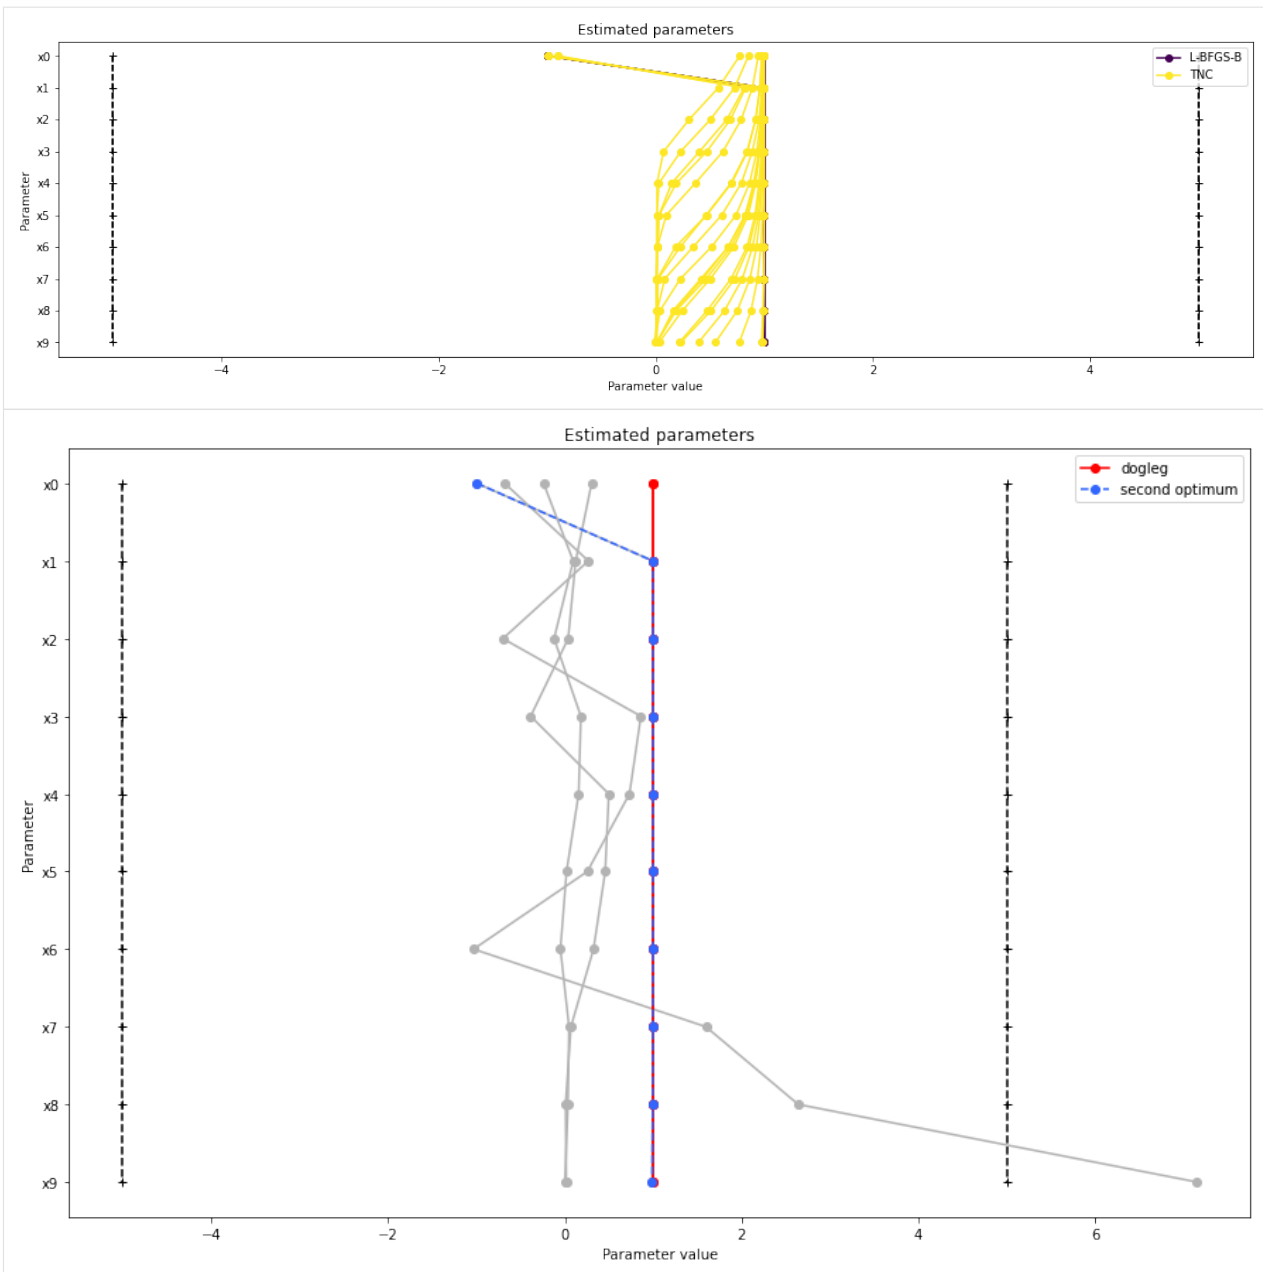 Estimated parameters
L-BFGS-B
TNC
x0
x1
x2
x3
x4
x5
x6
x7
x8
x9
Parameter
−4
−2
0
2
4
Parameter value
Estimated parameters
dogleg
second optimum
x0
x1
x2
x3
x4
x5
x6
x7
x8
x9
Parameter
−4
−2
0
2
4
6
Parameter value